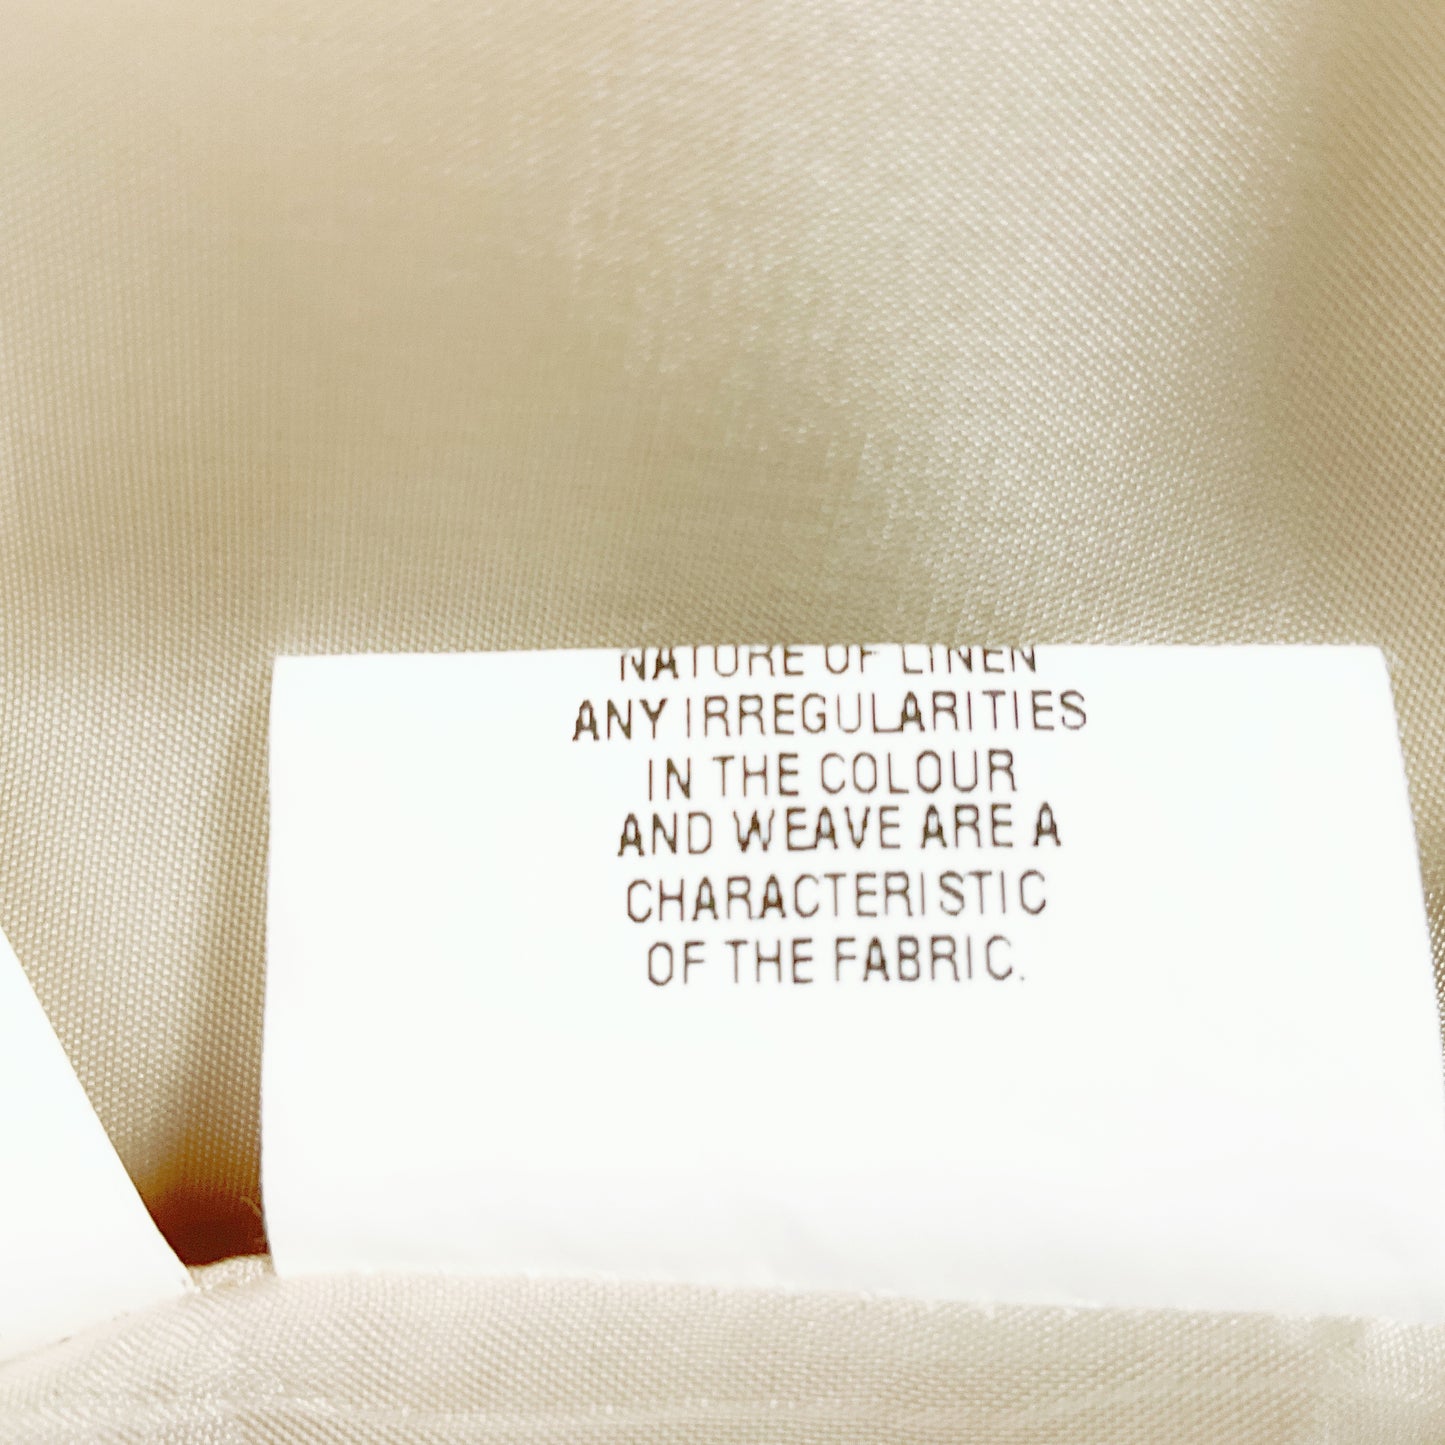 NATURE OF LINEN
ANY IRREGULARITIES
IN THE COLOUR
AND WEAVE ARE A
CHARACTERISTIC
OF THE FABRIC.